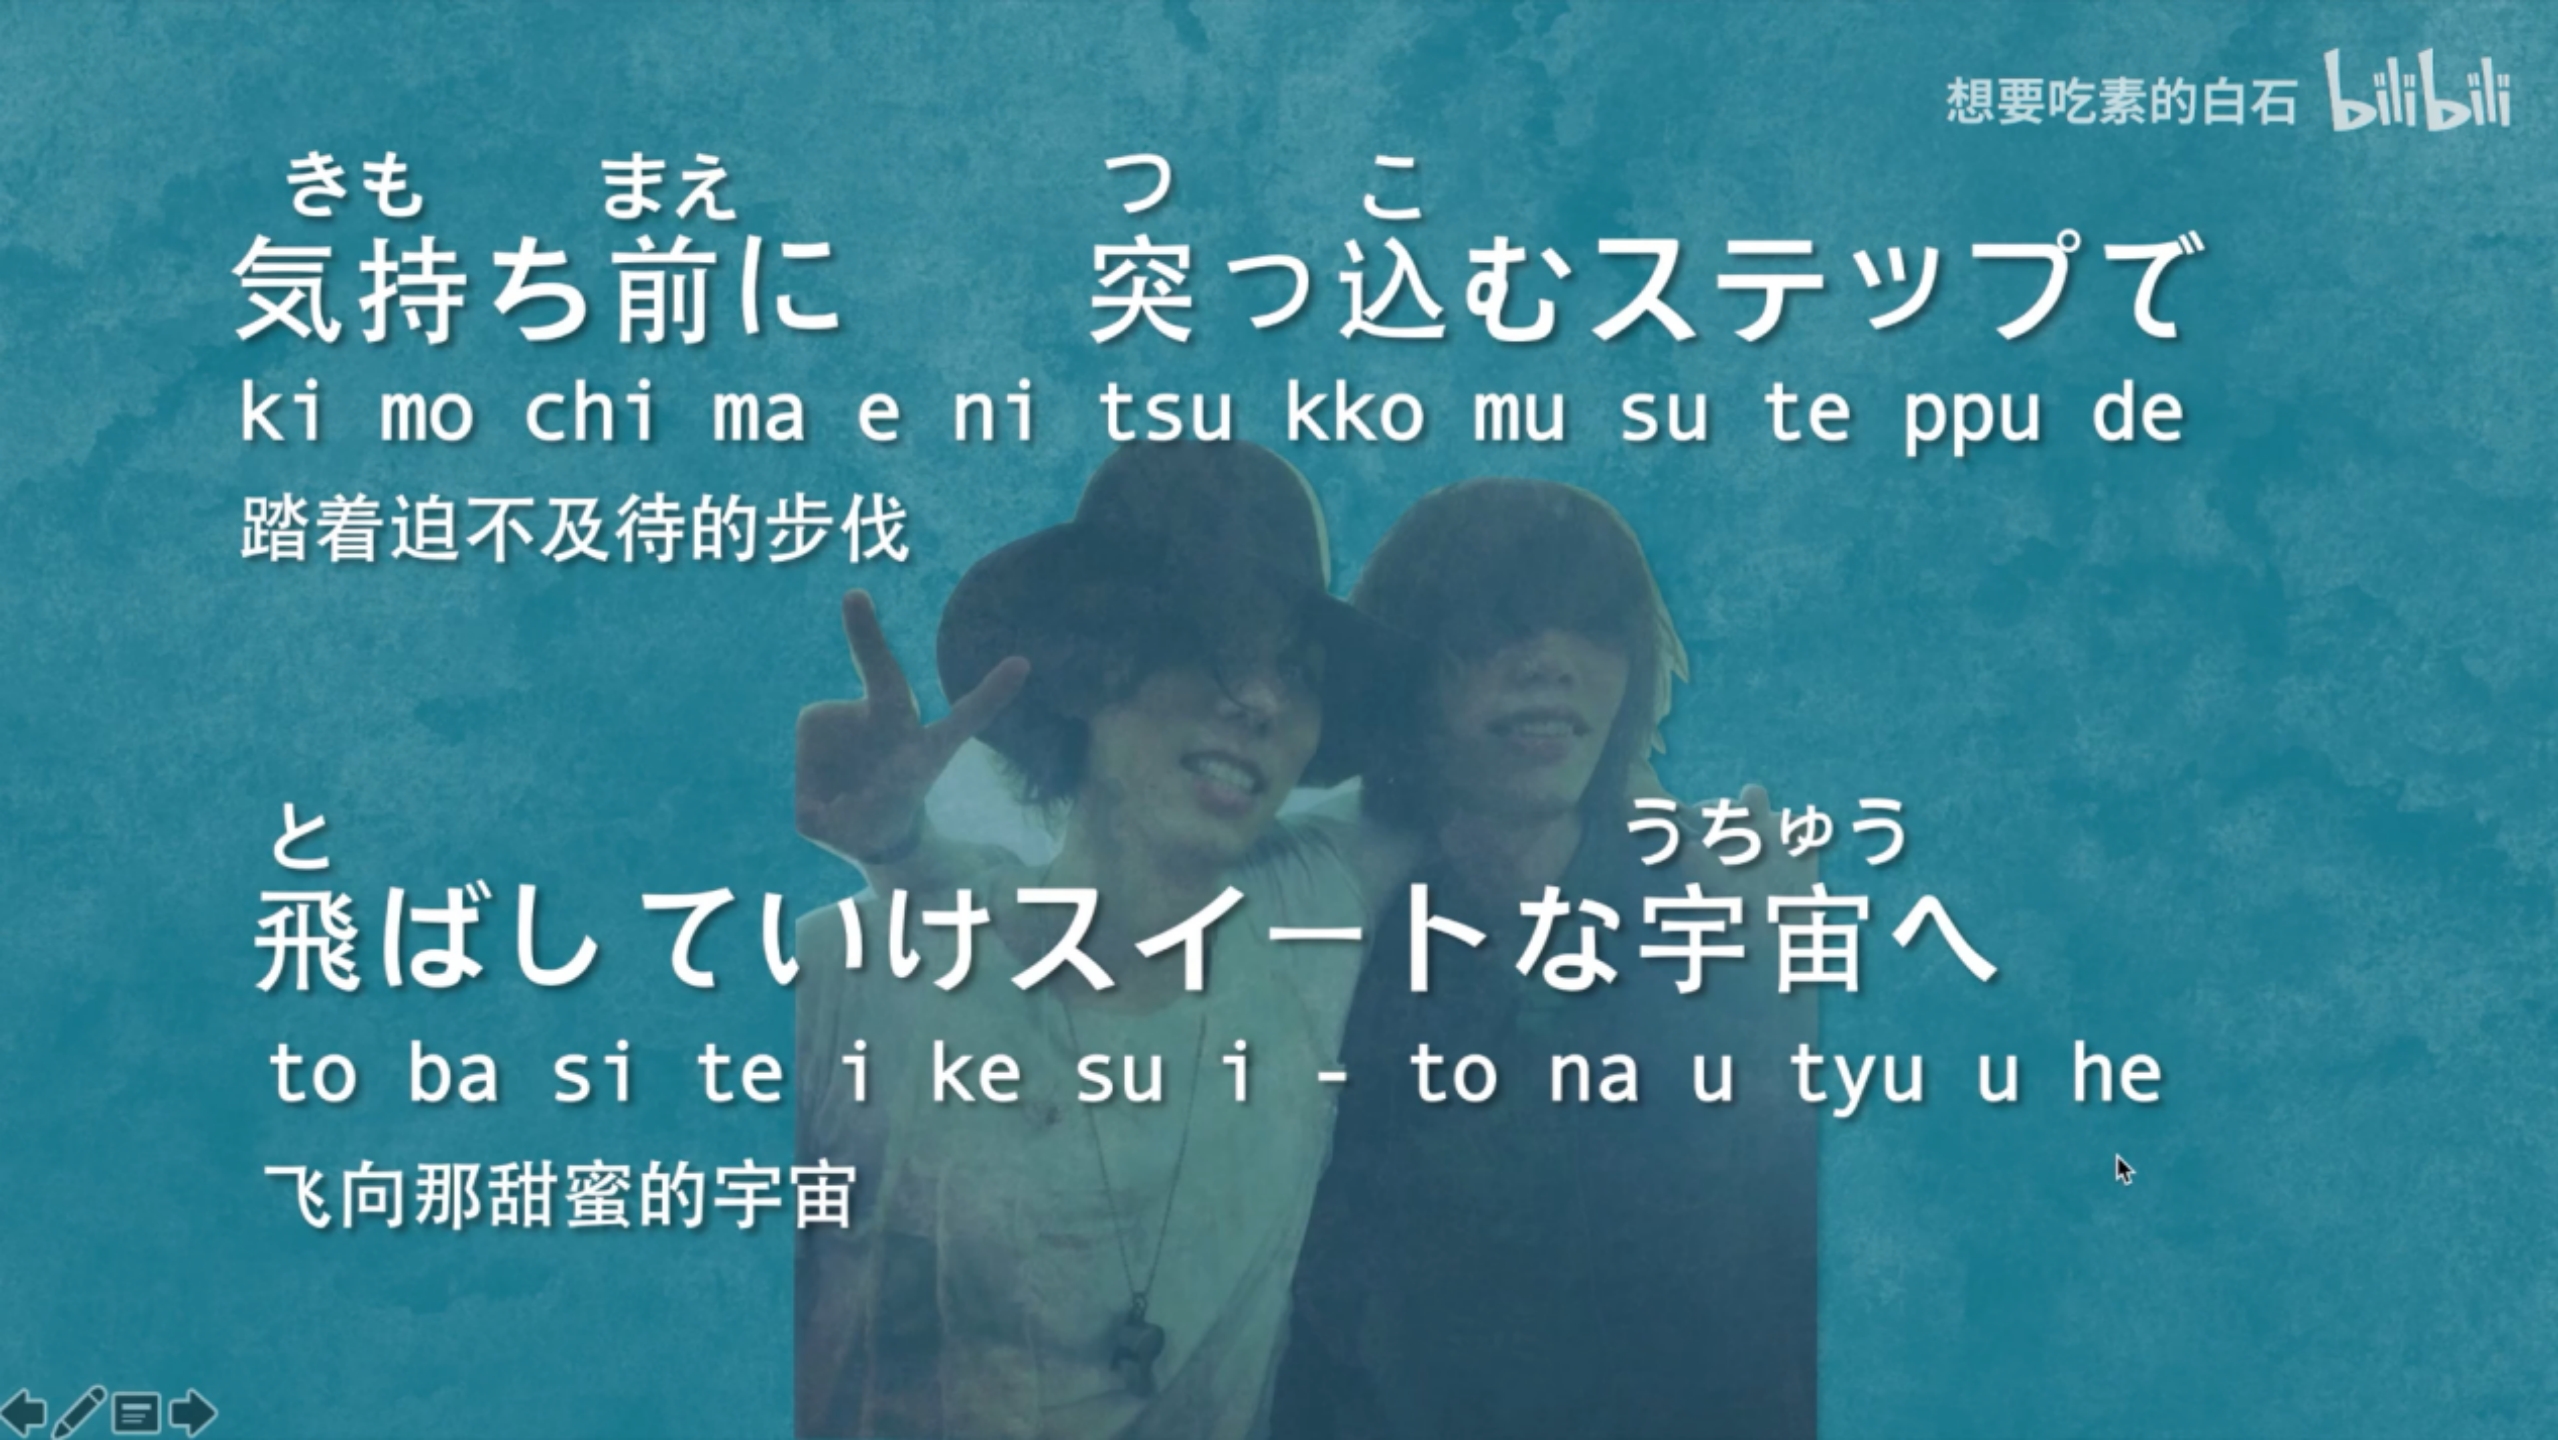 想要吃素的白石 bilibili
きも まえ つ こ
気持ち前に 突っ込むステップで
ki mo chi ma e ni tsu kko mu su te ppu de
踏着迫不及待的步伐
と うちゅう
飛ばしていけスイートな宇宙へ
to ba si te i ke su i - to na u tyu u he
飞向那甜蜜的宇宙